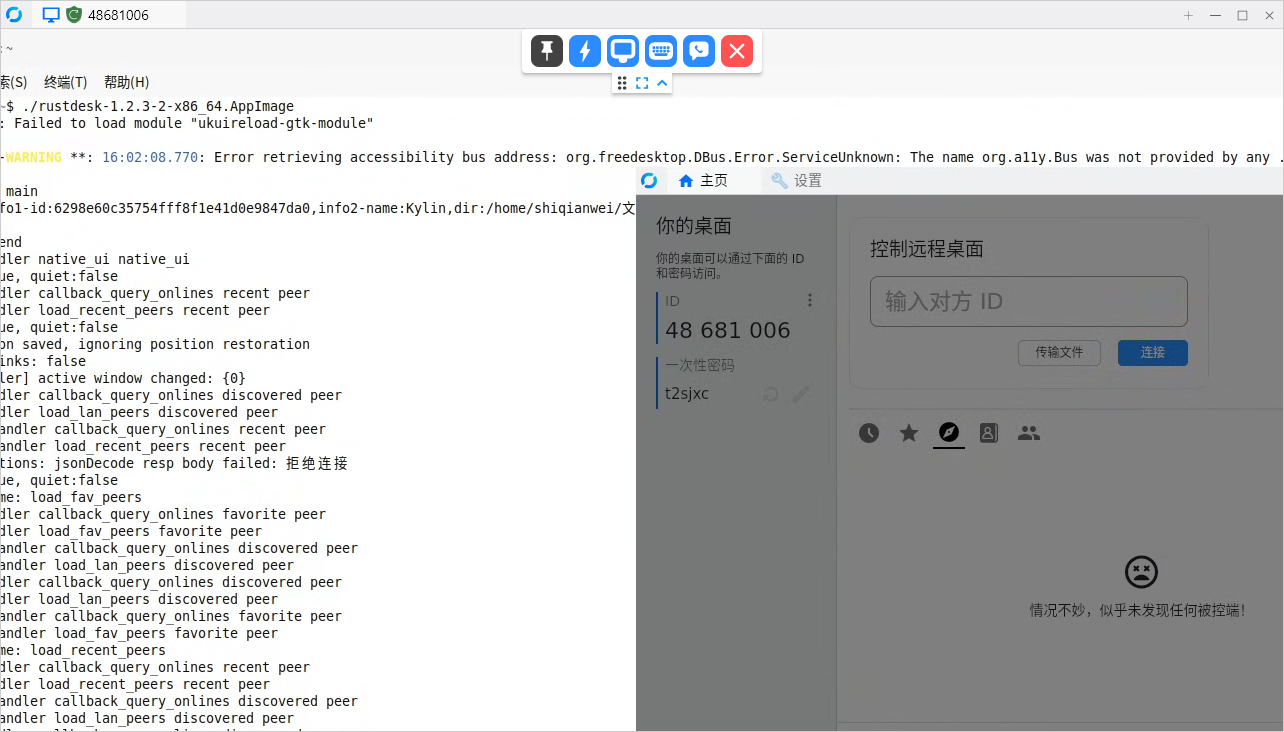 48681006
: ~
索(S) 终端(T) 帮助(H)
~$ ./rustdesk-1.2.3-2-x86_64.AppImage
: Failed to load module "ukuireload-gtk-module"
-WARNING **: 16:02:08.770: Error retrieving accessibility bus address: org.freedesktop.DBus.Error.ServiceUnknown: The name org.a11y.Bus was not provided by any .
main
fo1-id:6298e60c35754fff8f1e41d0e9847da0,info2-name:Kylin,dir:/home/shiqianwei/文
end
dler native_ui native_ui
ue, quiet:false
dler callback_query_onlines recent peer
dler load_recent_peers recent peer
ue, quiet:false
on saved, ignoring position restoration
inks: false
ler] active window changed: {0}
dler callback_query_onlines discovered peer
dler load_lan_peers discovered peer
andler callback_query_onlines recent peer
andler load_recent_peers recent peer
tions: jsonDecode resp body failed: 拒绝连接
ue, quiet:false
me: load_fav_peers
dler callback_query_onlines favorite peer
dler load_fav_peers favorite peer
andler callback_query_onlines discovered peer
andler load_lan_peers discovered peer
dler callback_query_onlines discovered peer
dler load_lan_peers discovered peer
andler callback_query_onlines favorite peer
andler load_fav_peers favorite peer
me: load_recent_peers
dler callback_query_onlines recent peer
dler load_recent_peers recent peer
andler callback_query_onlines discovered peer
andler load_lan_peers discovered peer
主页 设置
你的桌面
你的桌面可以通过下面的 ID
和密码访问。
ID
48 681 006
一次性密码
t2sjxc
控制远程桌面
输入对方 ID
传输文件 连接
情况不妙，似乎未发现任何被控端！